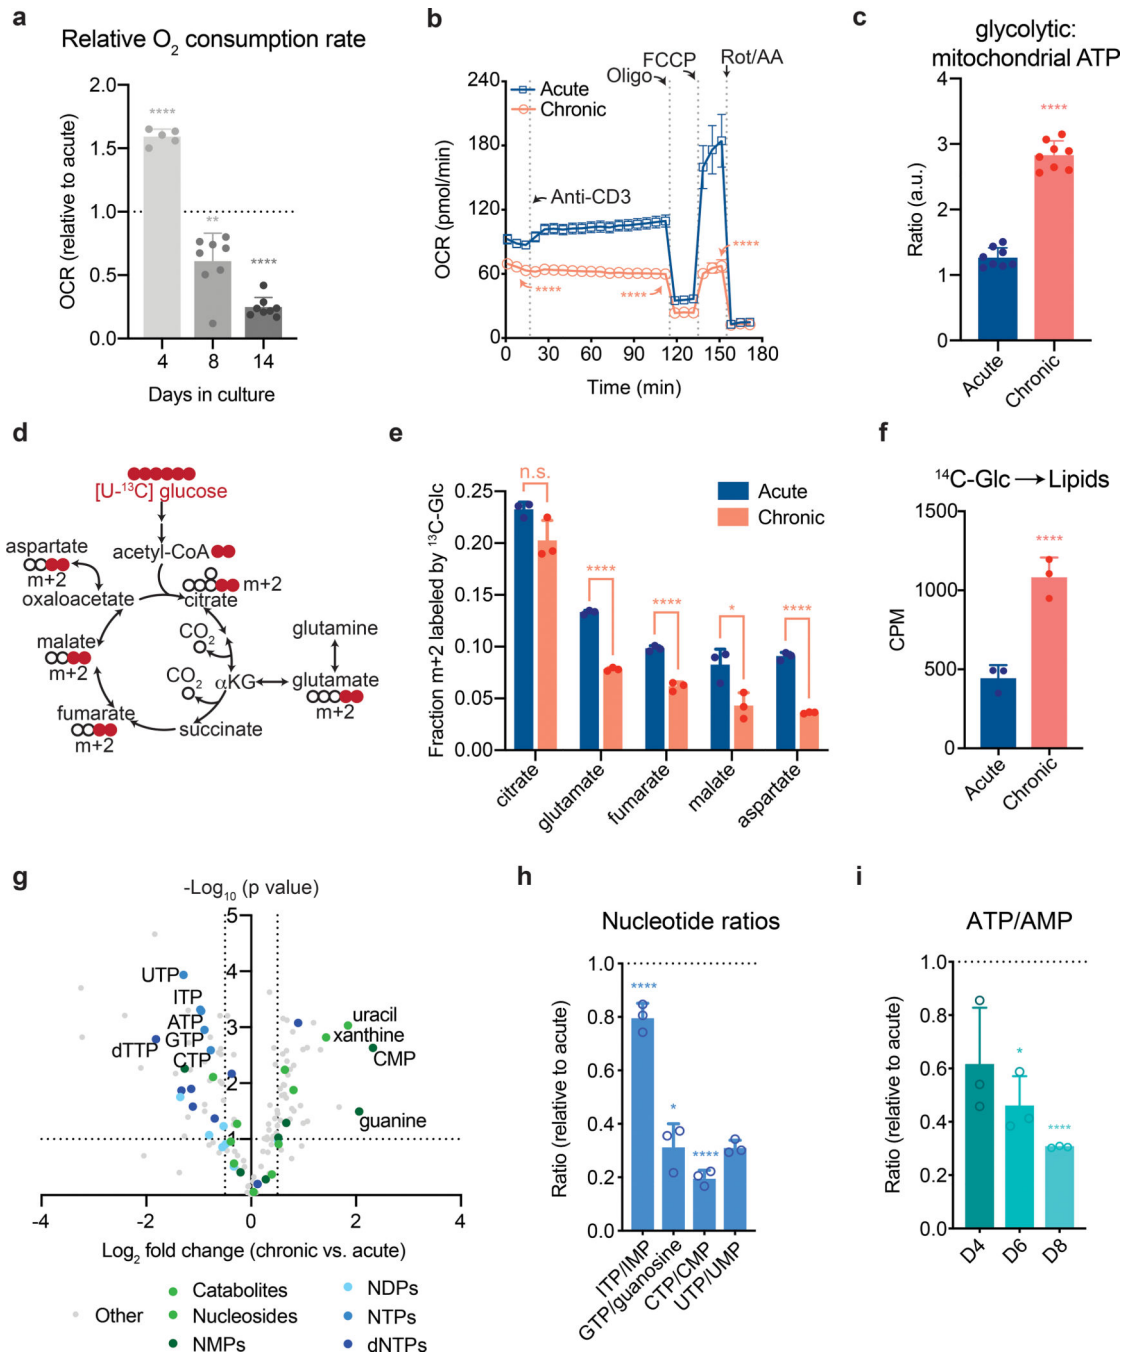 a
Relative O2 consumption rate
OCR (relative to acute)
2.0
1.5
1.0
0.5
0.0
****
**
****
4 8 14
Days in culture
b
OCR (pmol/min)
240
180
120
60
0
Oligo
FCCP
Rot/AA
Acute
Chronic
Anti-CD3
****
****
****
0 30 60 90 120 150 180
Time (min)
c
glycolytic:
mitochondrial ATP
Ratio (a.u.)
4
3
2
1
0
****
Acute
Chronic
d
[U-13C] glucose
acetyl-CoA
aspartate
m+2
oxaloacetate
m+2
citrate
CO2
malate
m+2
CO2
αKG
glutamine
glutamate
m+2
fumarate
m+2
succinate
e
Fraction m+2 labeled by 13C-Glc
0.25
0.20
0.15
0.10
0.05
0.00
n.s.
****
****
*
****
Acute
Chronic
citrate
glutamate
fumarate
malate
aspartate
f
14C-Glc → Lipids
CPM
1500
1000
500
0
****
Acute
Chronic
g
-Log10 (p value)
5
4
3
2
1
UTP
ITP
ATP
GTP
dTTP
CTP
uracil
xanthine
CMP
guanine
-4 -2 0 2 4
Log2 fold change (chronic vs. acute)
Other
Catabolites
Nucleosides
NMPs
NDPs
NTPs
dNTPs
h
Nucleotide ratios
Ratio (relative to acute)
1.0
0.8
0.6
0.4
0.2
0.0
****
*
****
ITP/IMP
GTP/guanosine
CTP/CMP
UTP/UMP
i
ATP/AMP
Ratio (relative to acute)
1.0
0.8
0.6
0.4
0.2
0.0
*
****
D4
D6
D8